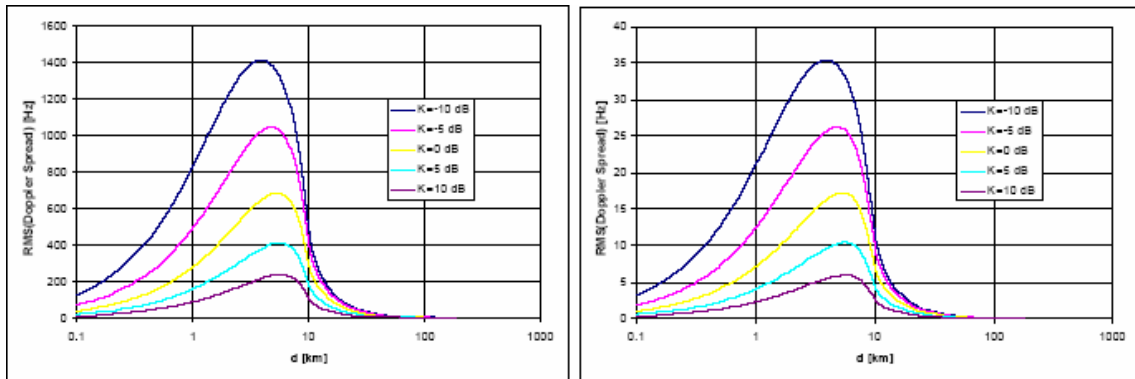 1600
1400
1200
1000
800
600
400
200
0
RMS(Doppler Spread) [Hz]
0.1 1 10 100 1000
d [km]
K=-10 dB
K=-5 dB
K=0 dB
K=5 dB
K=10 dB
40
35
30
25
20
15
10
5
0
RMS(Doppler Spread) [Hz]
0.1 1 10 100 1000
d [km]
K=-10 dB
K=-5 dB
K=0 dB
K=5 dB
K=10 dB